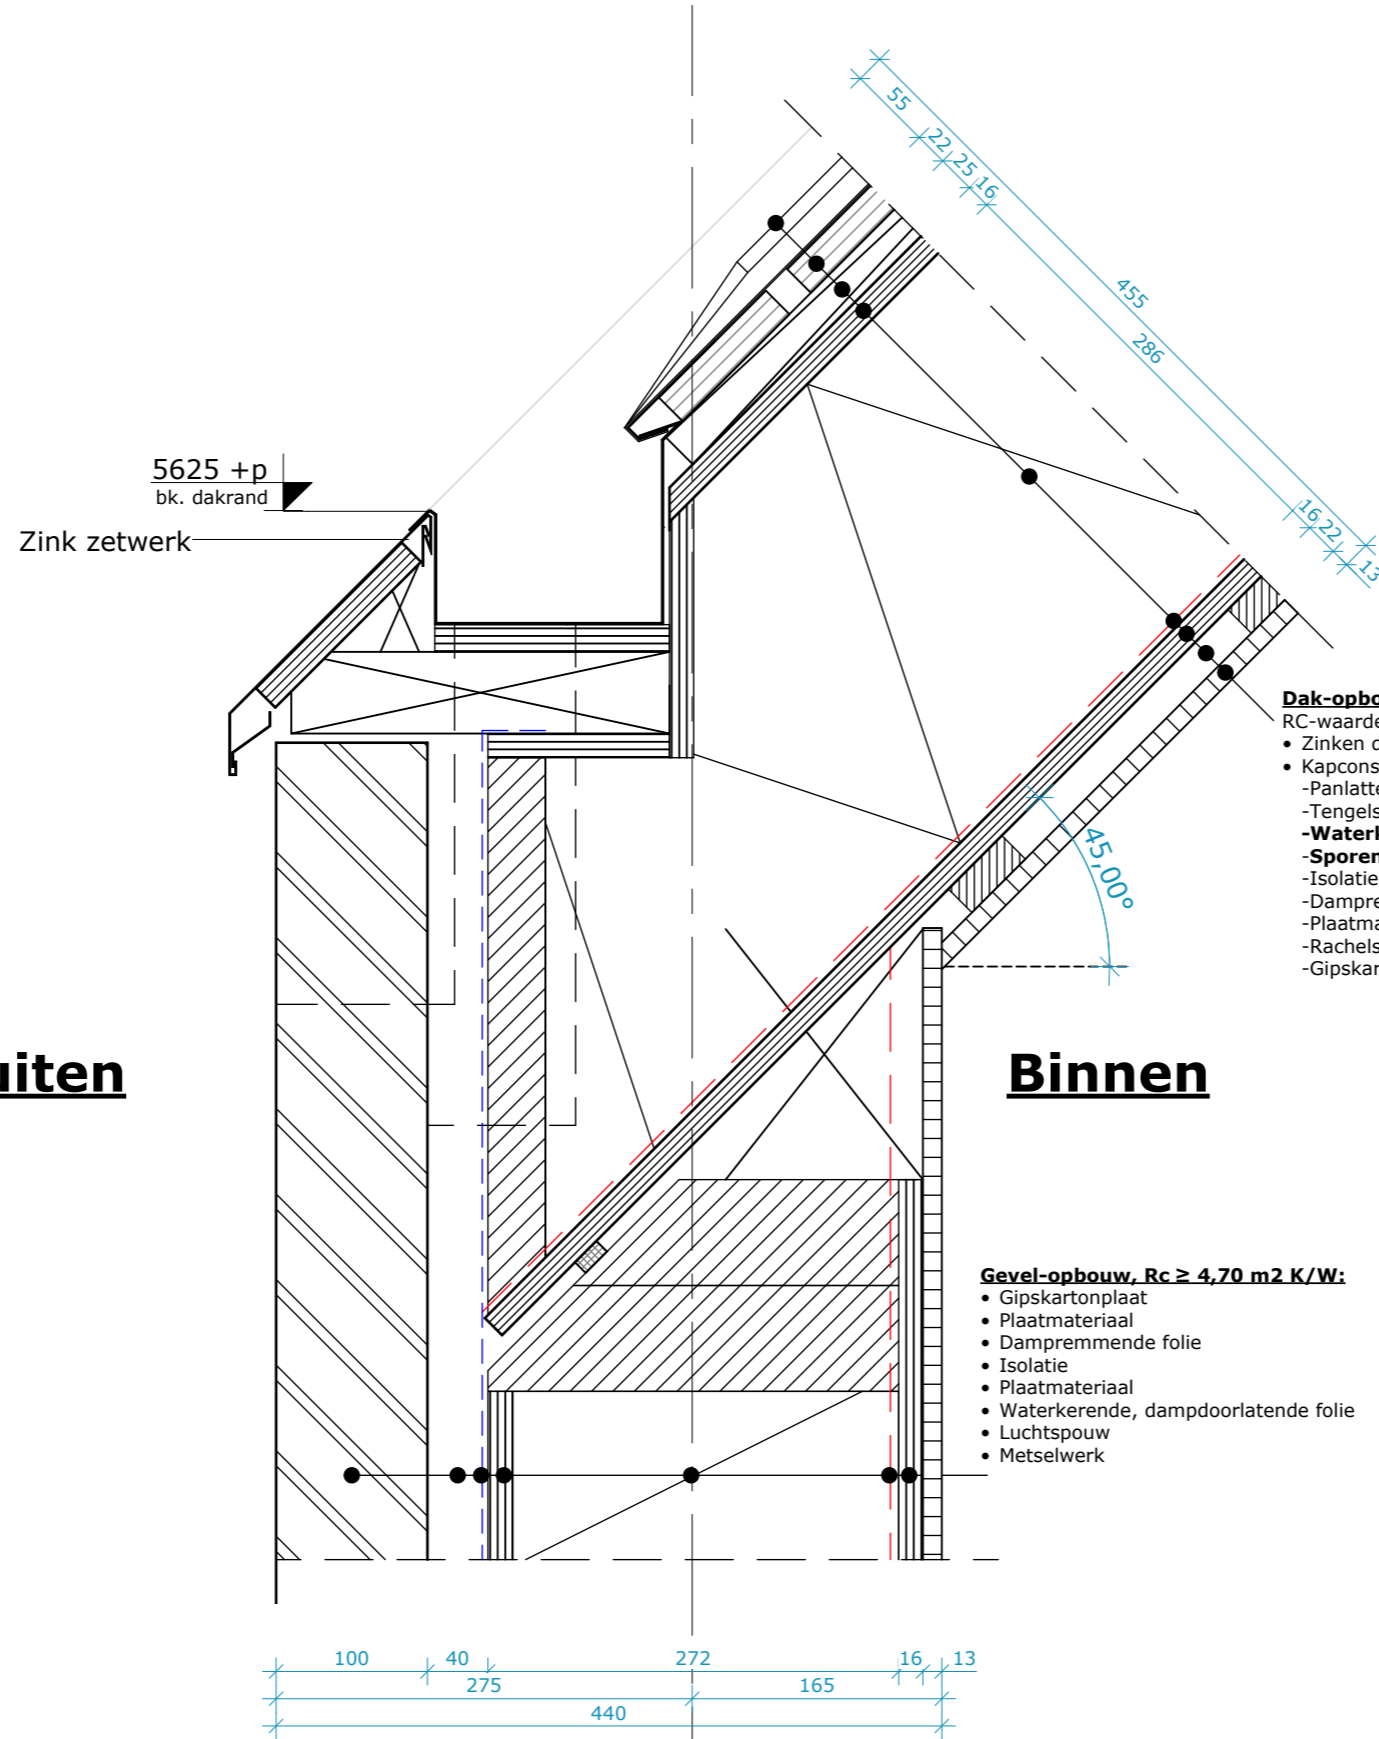 55
22
25
16
455
286
16
22
13
5625 +p
bk. dakrand
Zink zetwerk
Dak-opbo
RC-waarde
• Zinken d
• Kapcons
-Panlatte
-Tengels
-Waterk
-Sporen
-Isolatie
-Dampre
-Plaatma
-Rachels
-Gipskar
45,00°
uiten
Binnen
Gevel-opbouw, Rc ≥ 4,70 m2 K/W:
• Gipskartonplaat
• Plaatmateriaal
• Dampremmende folie
• Isolatie
• Plaatmateriaal
• Waterkerende, dampdoorlatende folie
• Luchtspouw
• Metselwerk
100 40 272 16 13
275 165
440